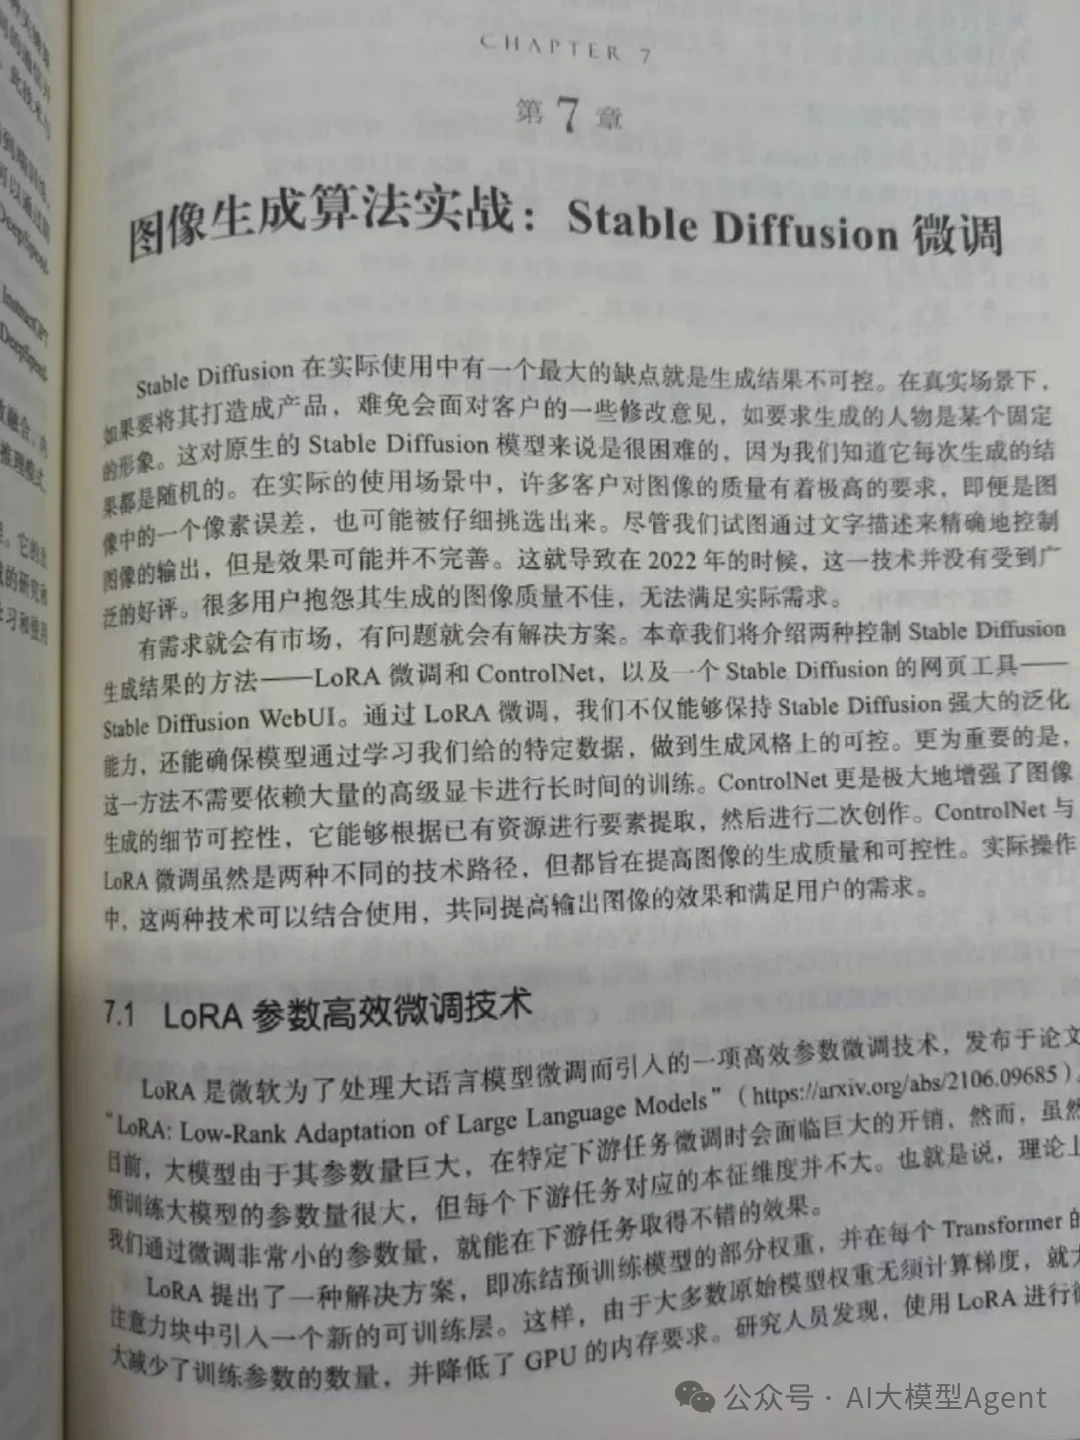 CHAPTER 7
第 7 章
图像生成算法实战：Stable Diffusion 微调
Stable Diffusion 在实际使用中有一个最大的缺点就是生成结果不可控。在真实场景下，
如果要将其打造成产品，难免会面对客户的一些修改意见，如要求生成的人物是某个固定
的形象。这对原生的 Stable Diffusion 模型来说是很困难的，因为我们知道它每次生成的结
果都是随机的。在实际的使用场景中，许多客户对图像的质量有着极高的要求，即便是图
像中的一个像素误差，也可能被仔细挑选出来。尽管我们试图通过文字描述来精确地控制
图像的输出，但是效果可能并不完善。这就导致在 2022 年的时候，这一技术并没有受到广
泛的好评。很多用户抱怨其生成的图像质量不佳，无法满足实际需求。
有需求就会有市场，有问题就会有解决方案。本章我们将介绍两种控制 Stable Diffusion
生成结果的方法——LoRA 微调和 ControlNet，以及一个 Stable Diffusion 的网页工具——
Stable Diffusion WebUI。通过 LoRA 微调，我们不仅能够保持 Stable Diffusion 强大的泛化
能力，还能确保模型通过学习我们给的特定数据，做到生成风格上的可控。更为重要的是，
这一方法不需要依赖大量的高级显卡进行长时间的训练。ControlNet 更是极大地增强了图像
生成的细节可控性，它能够根据已有资源进行要素提取，然后进行二次创作。ControlNet 与
LoRA 微调虽然是两种不同的技术路径，但都旨在提高图像的生成质量和可控性。实际操作
中，这两种技术可以结合使用，共同提高输出图像的效果和满足用户的需求。
7.1 LoRA 参数高效微调技术
LoRA 是微软为了处理大语言模型微调而引入的一项高效参数微调技术，发布于论文
“LoRA: Low-Rank Adaptation of Large Language Models”（https://arxiv.org/abs/2106.09685）。
目前，大模型由于其参数量巨大，在特定下游任务微调时会面临巨大的开销，然而，虽然
预训练大模型的参数量很大，但每个下游任务对应的本征维度并不大。也就是说，理论上
我们通过微调非常小的参数量，就能在下游任务取得不错的效果。
LoRA 提出了一种解决方案，即冻结预训练模型的部分权重，并在每个 Transformer 的
注意力块中引入一个新的可训练层。这样，由于大多数原始模型权重无须计算梯度，就大
大减少了训练参数的数量，并降低了 GPU 的内存要求。研究人员发现，使用 LoRA 进行微
公众号 · AI大模型Agent